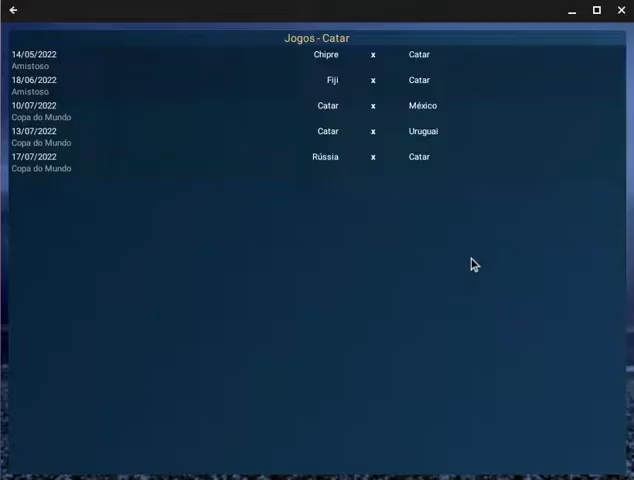 Jogos - Catar
14/05/2022 Chipre x Catar
Amistoso
18/06/2022 Fiji x Catar
Amistoso
10/07/2022 Catar x México
Copa do Mundo
13/07/2022 Catar x Uruguai
Copa do Mundo
17/07/2022 Rússia x Catar
Copa do Mundo